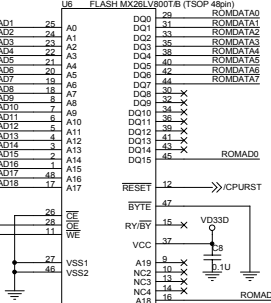 U6 FLASH MX26LV800T/B (TSOP 48pin)
AD1 25 A0 DQ0 29 ROMDATA0
AD2 24 A1 DQ1 31 ROMDATA1
AD3 23 A2 DQ2 33 ROMDATA2
AD4 22 A3 DQ3 35 ROMDATA3
AD5 21 A4 DQ4 38 ROMDATA4
AD6 20 A5 DQ5 40 ROMDATA5
AD7 19 A6 DQ6 42 ROMDATA6
AD8 18 A7 DQ7 44 ROMDATA7
AD9 8 A8 DQ8 30
AD10 7 A9 DQ9 32
AD11 6 A10 DQ10 34
AD12 5 A11 DQ11 36
AD13 4 A12 DQ12 39
AD14 3 A13 DQ13 41
AD15 2 A14 DQ14 43
AD16 1 A15 DQ15 45 ROMAD0
AD17 48 A16
AD18 17 A17
RESET 12 /CPURST
BYTE 47
26 CE
28 OE RY/BY 15 VD33D
11 WE
VCC 37
C8
27 VSS1 A19 9 0.1U
46 VSS2 NC2 10
NC3 13
NC4 14
A18 16 ROMAD